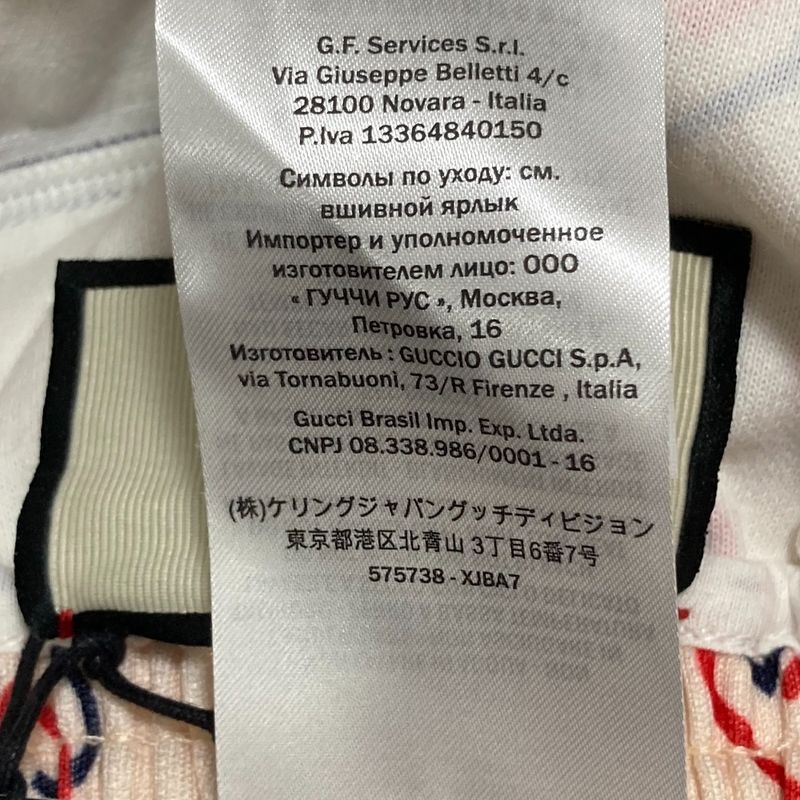 G.F. Services S.r.l.
Via Giuseppe Belletti 4/c
28100 Novara - Italia
P.Iva 13364840150
Символы по уходу: см.
вшивной ярлык
Импортер и уполномоченное
изготовителем лицо: ООО
« ГУЧЧИ РУС », Москва,
Петровка, 16
Изготовитель : GUCCIO GUCCI S.p.A,
via Tornabuoni, 73/R Firenze , Italia
Gucci Brasil Imp. Exp. Ltda.
CNPJ 08.338.986/0001 - 16
(株)ケリングジャパングッチディビジョン
東京都港区北青山 3丁目6番7号
575738 - XJBA7